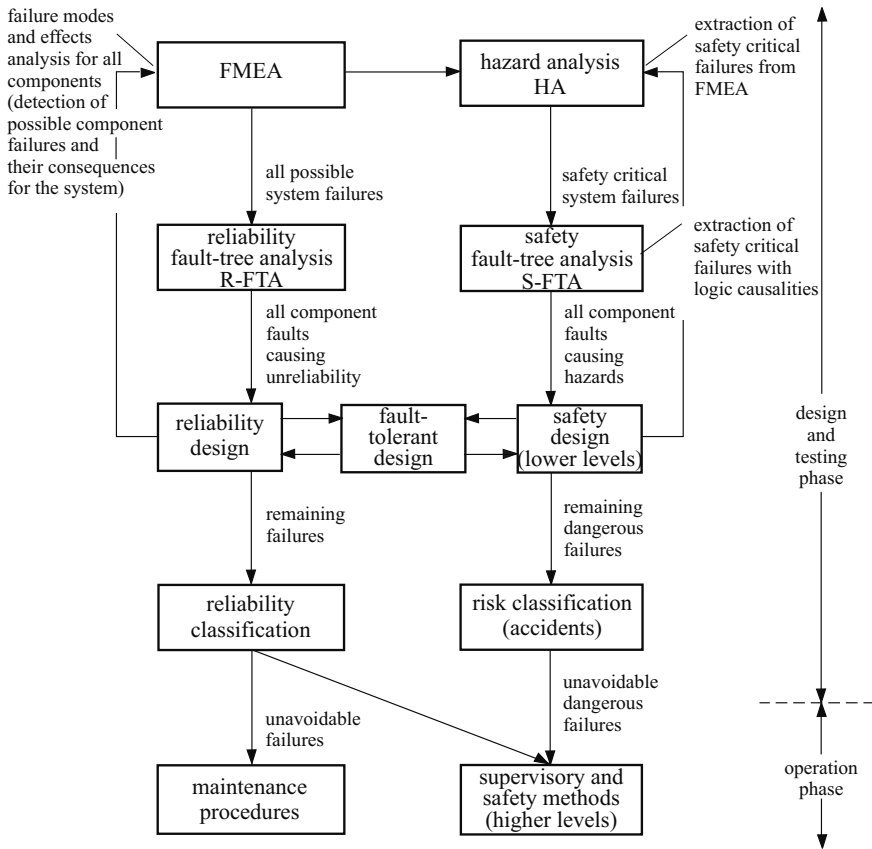 failure modes
and effects
analysis for all
components
(detection of
possible component
failures and
their consequences
for the system)
FMEA
hazard analysis
HA
extraction of
safety critical
failures from
FMEA
all possible
system failures
safety critical
system failures
reliability
fault-tree analysis
R-FTA
safety
fault-tree analysis
S-FTA
extraction of
safety critical
failures with
logic causalities
all component
faults
causing
unreliability
all component
faults
causing
hazards
reliability
design
fault-
tolerant
design
safety
design
(lower levels)
design
and
testing
phase
remaining
failures
remaining
dangerous
failures
reliability
classification
risk classification
(accidents)
unavoidable
failures
unavoidable
dangerous
failures
maintenance
procedures
supervisory and
safety methods
(higher levels)
operation
phase